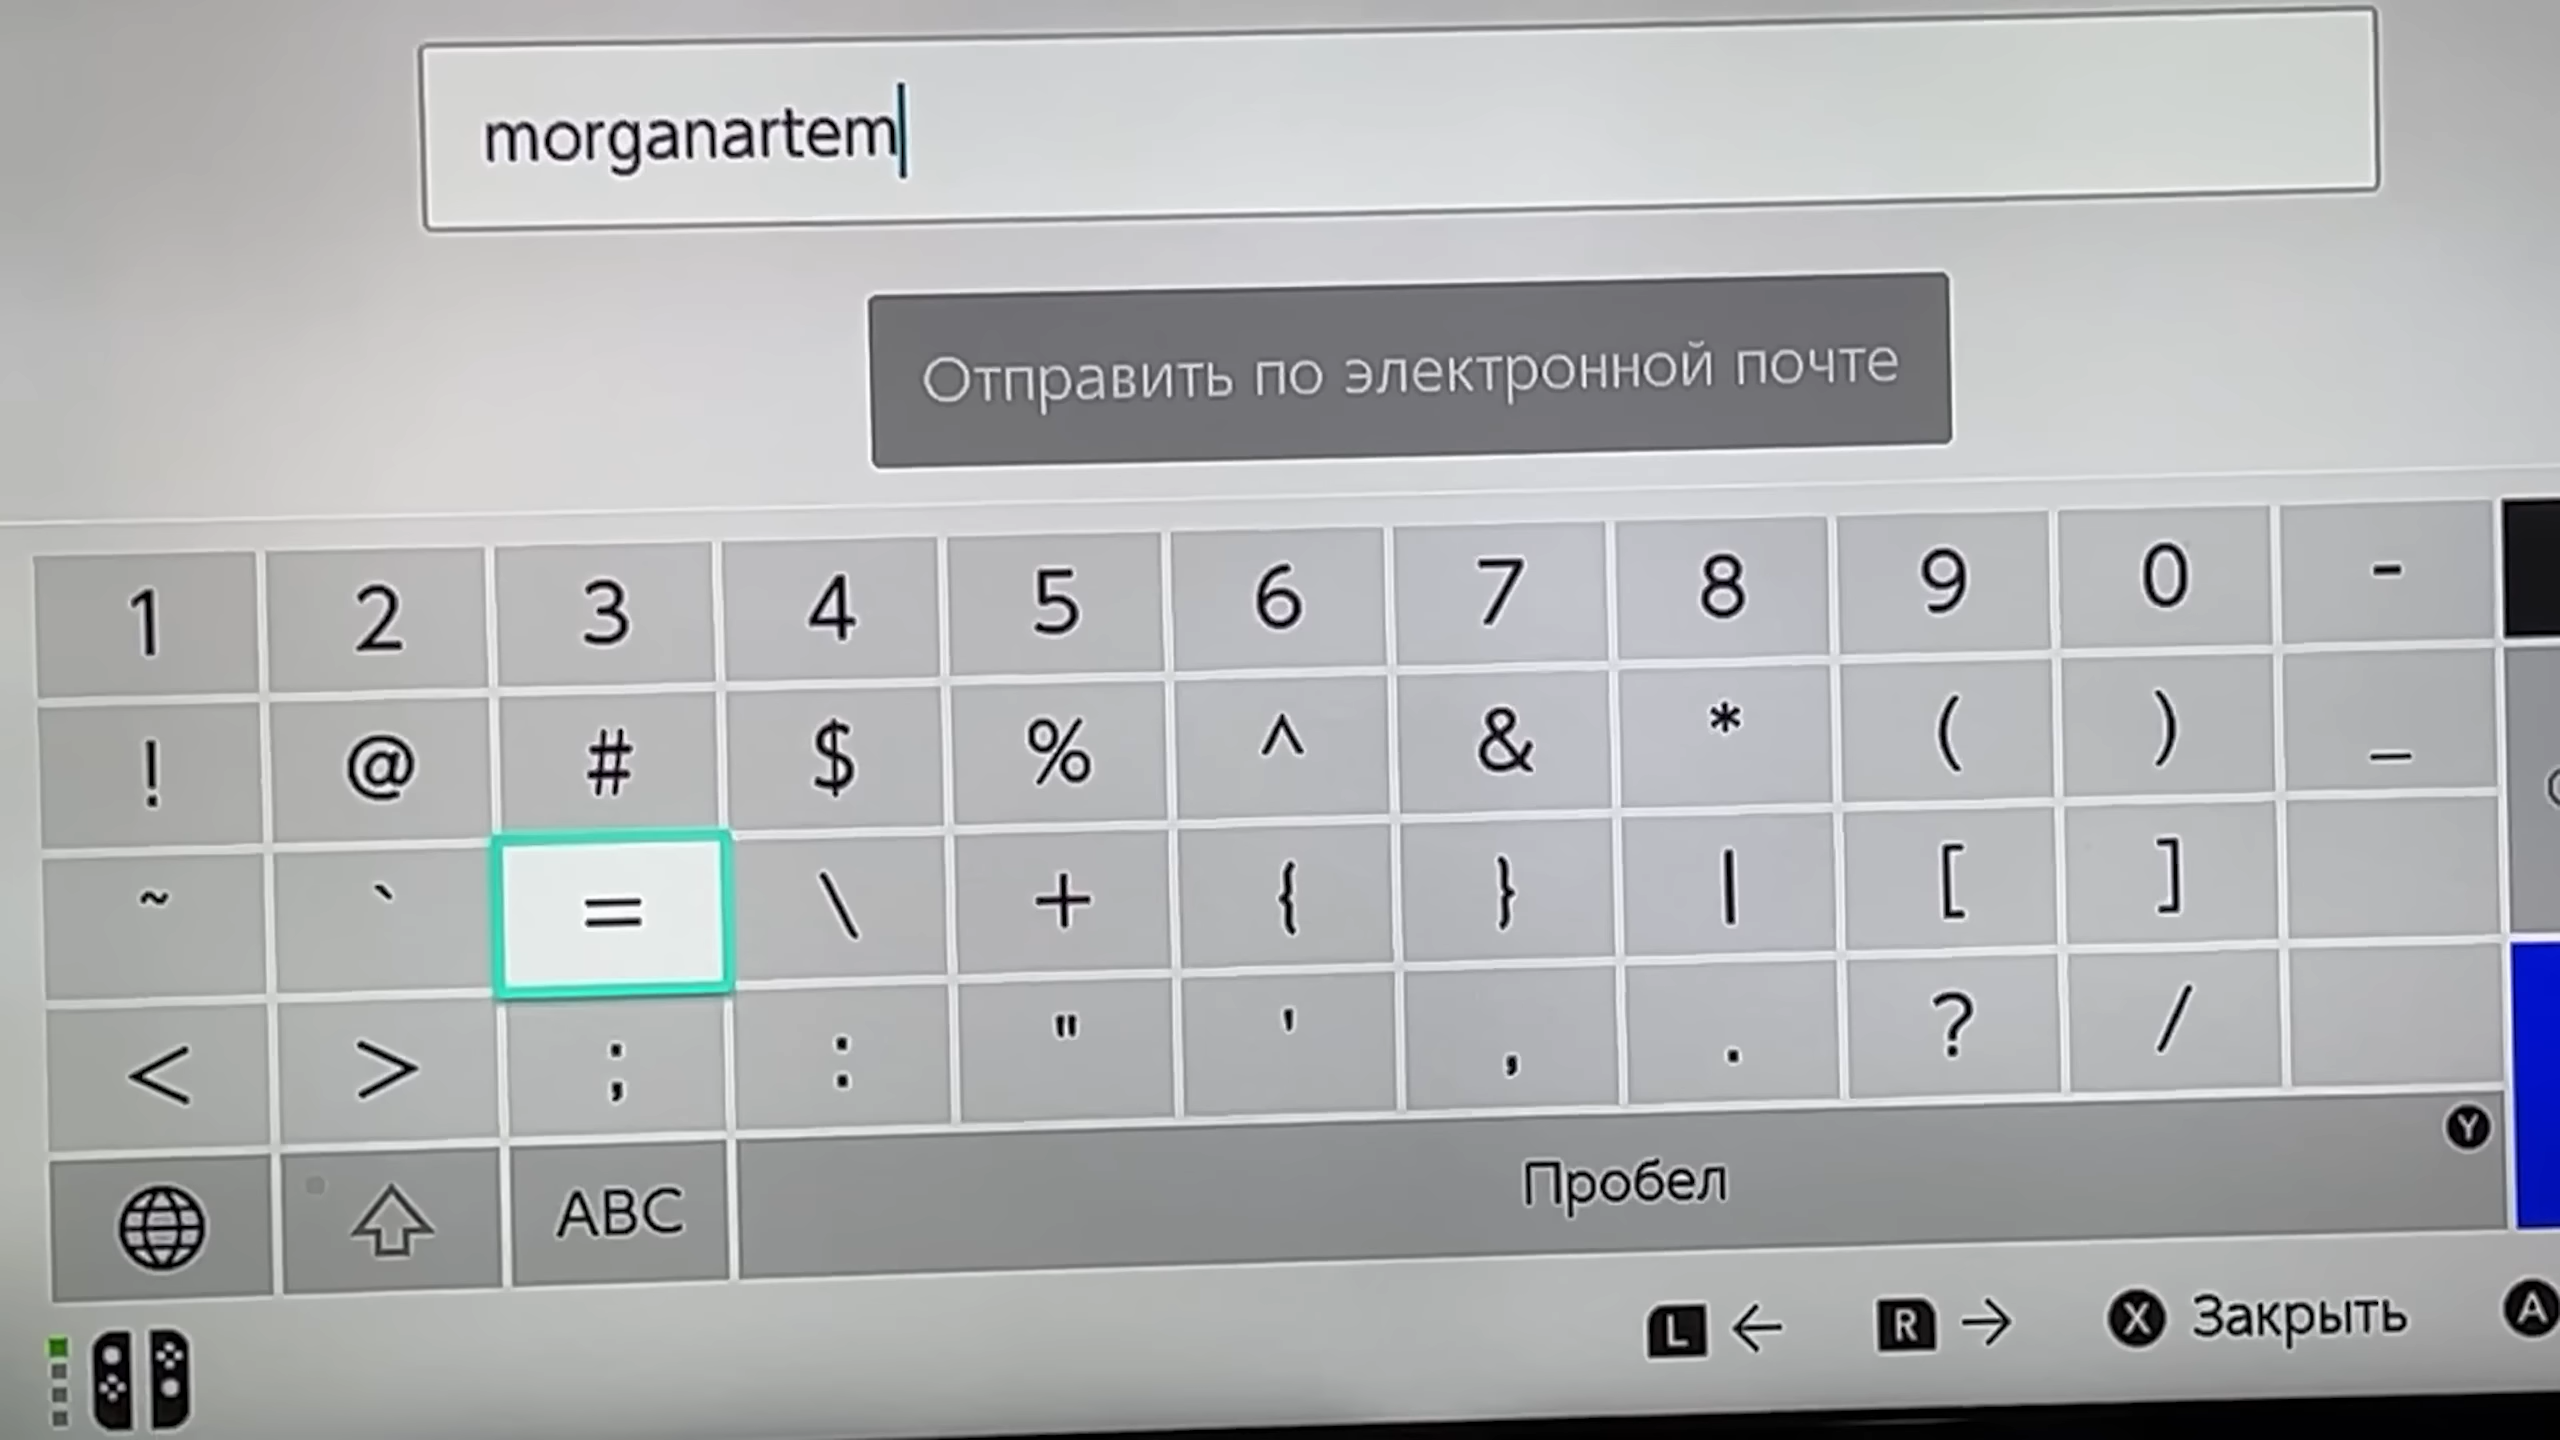 morganartem
Отправить по электронной почте
1 2 3 4 5 6 7 8 9 0 -
! @ # $ % ^ & * ( ) _
~ ` = \ + { } | [ ]
< > ; : " ' , . ? /
ABC Пробел Y
L ← R → X Закрыть A